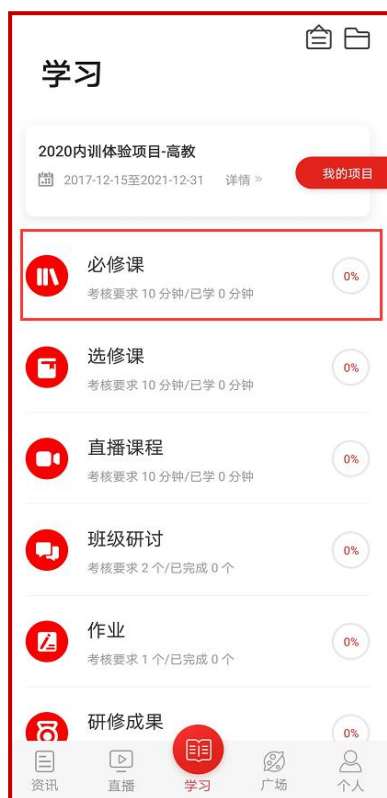 学习
2020内训体验项目-高教
2017-12-15至2021-12-31 详情 »
我的项目
必修课
考核要求 10 分钟/已学 0 分钟
0%
选修课
考核要求 10 分钟/已学 0 分钟
0%
直播课程
考核要求 10 分钟/已学 0 分钟
0%
班级研讨
考核要求 2 个/已完成 0 个
0%
作业
考核要求 1 个/已完成 0 个
0%
研修成果
0%
资讯 直播 学习 广场 个人